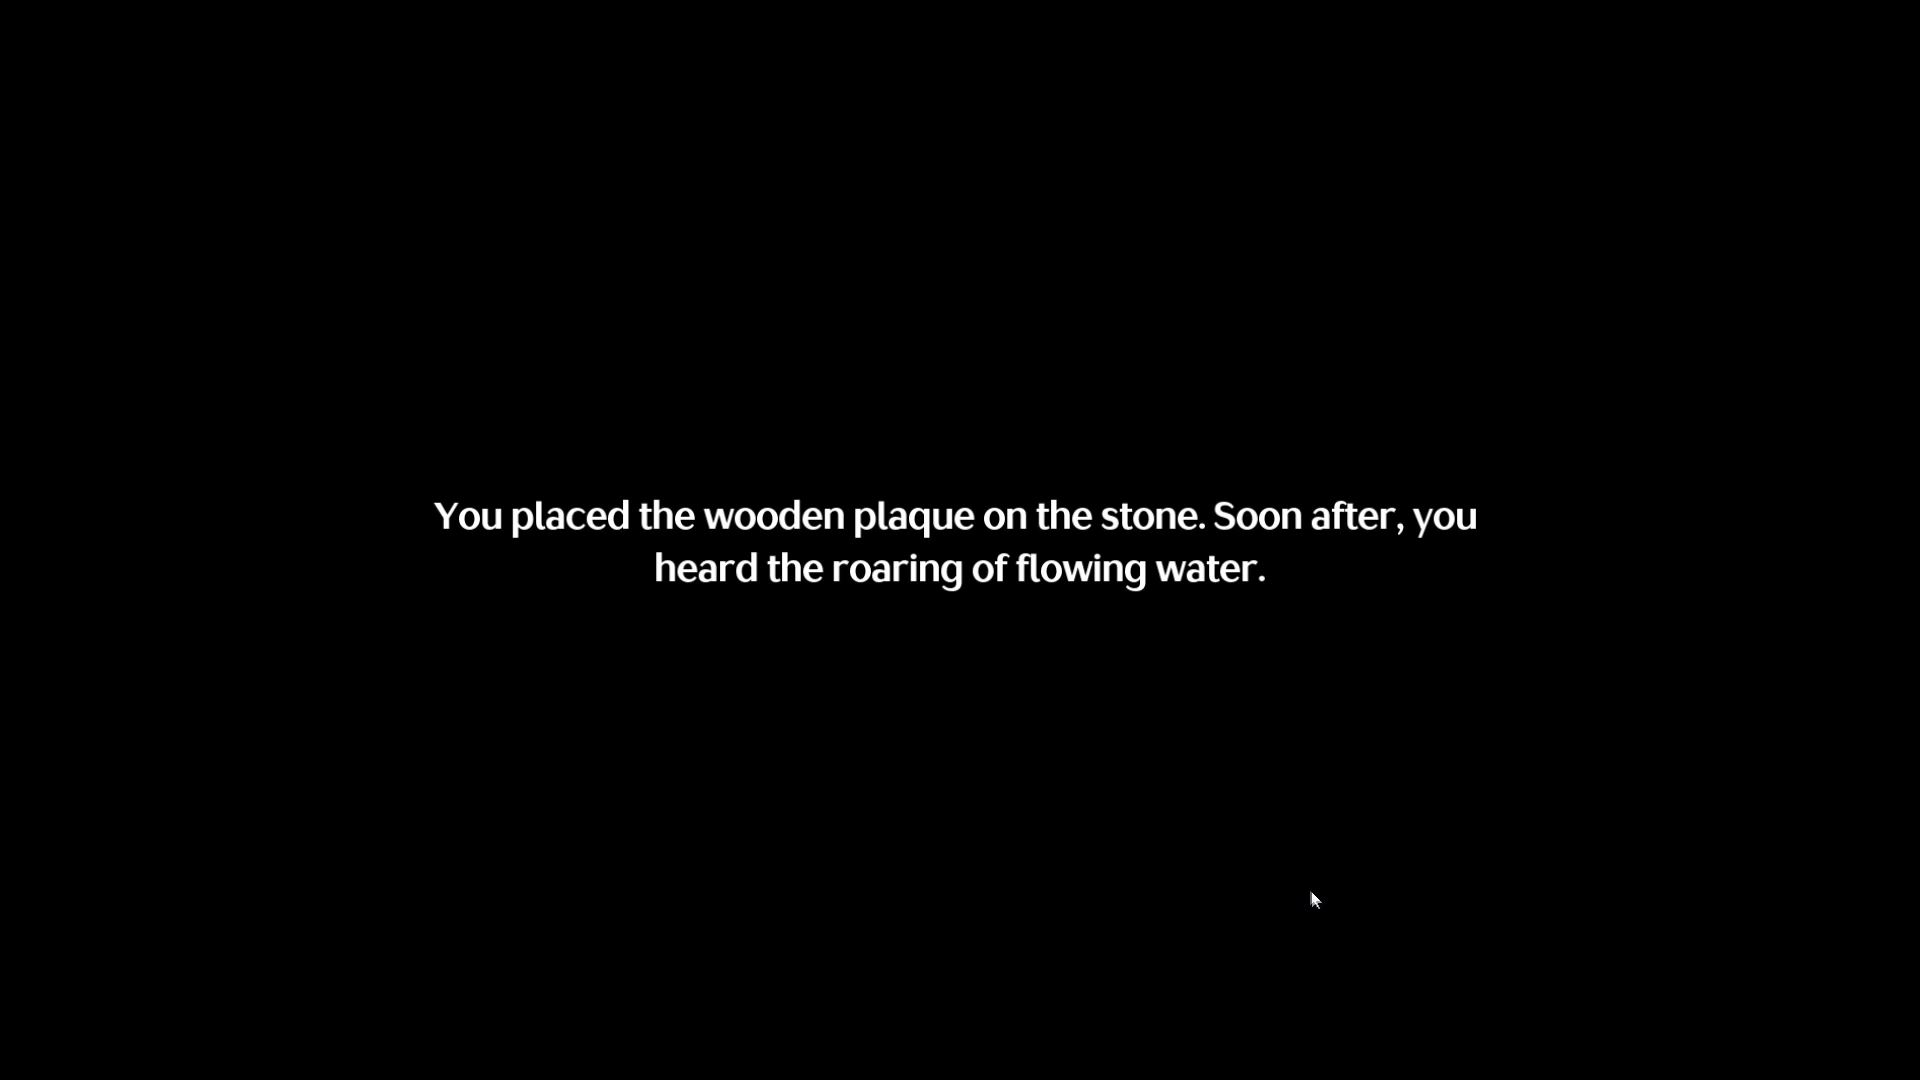 You placed the wooden plaque on the stone. Soon after, you
heard the roaring of flowing water.